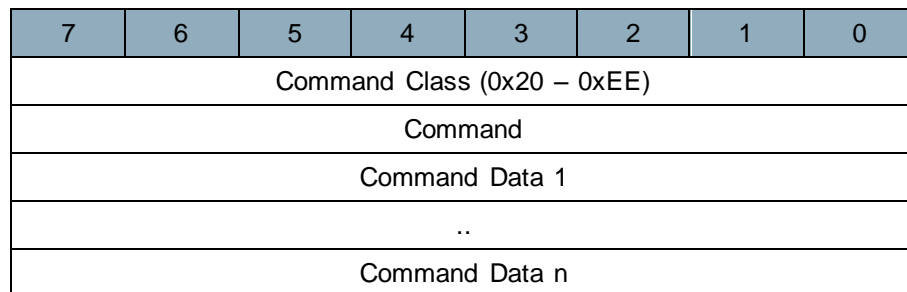 7 6 5 4 3 2 1 0
Command Class (0x20 – 0xEE)
Command
Command Data 1
..
Command Data n